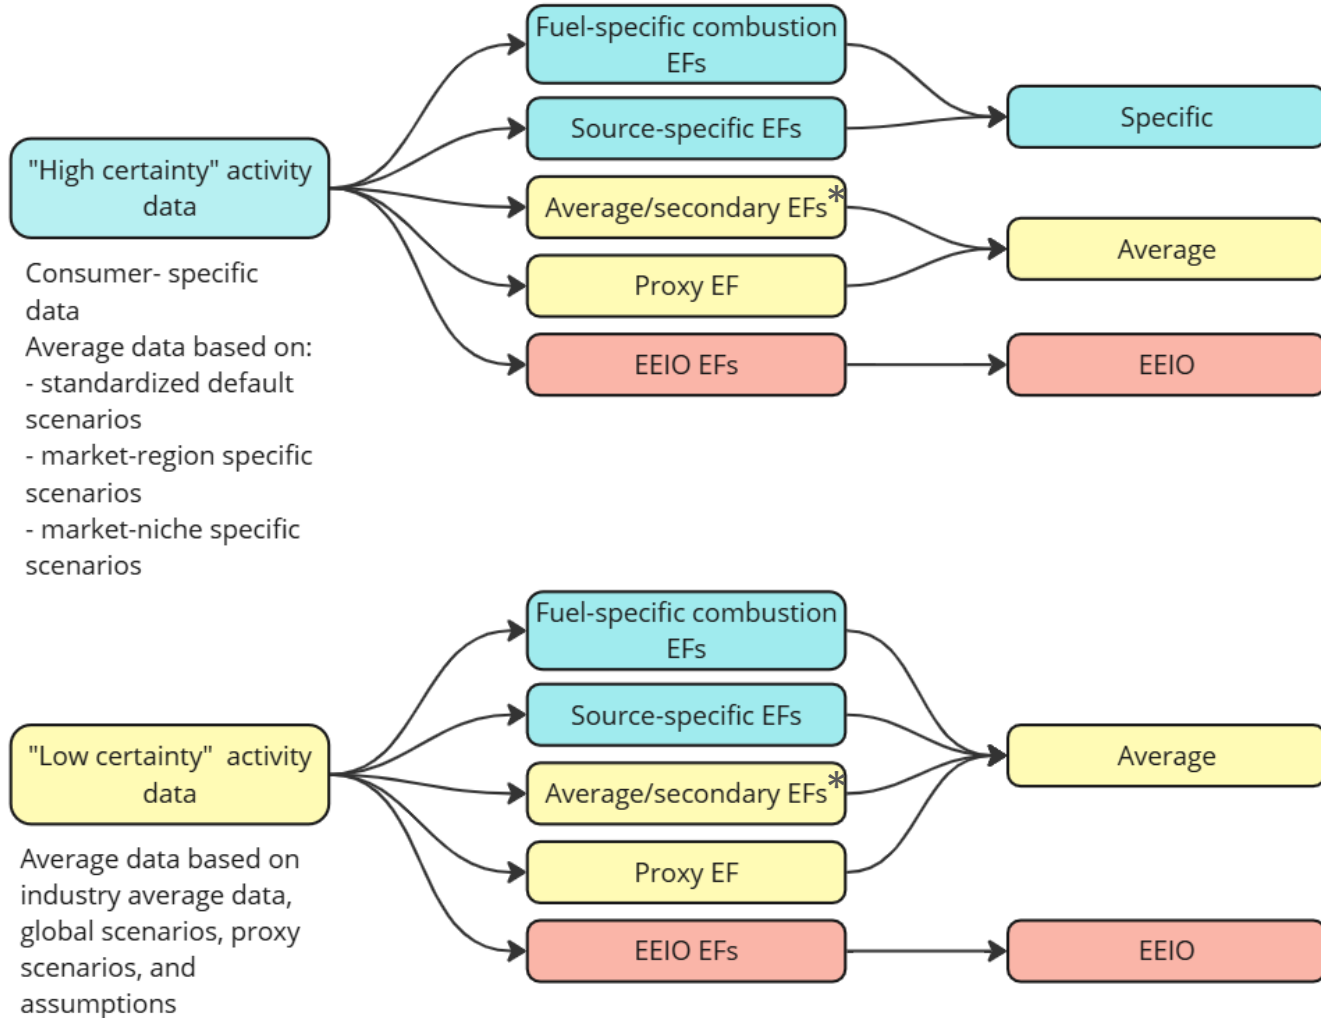 Fuel-specific combustion
EFs
Source-specific EFs
Specific
"High certainty" activity
data
Average/secondary EFs*
Average
Proxy EF
Consumer- specific
data
Average data based on:
- standardized default
scenarios
- market-region specific
scenarios
- market-niche specific
scenarios
EEIO EFs
EEIO
Fuel-specific combustion
EFs
Source-specific EFs
"Low certainty"  activity
data
Average/secondary EFs*
Average
Proxy EF
Average data based on
industry average data,
global scenarios, proxy
scenarios, and
assumptions
EEIO EFs
EEIO